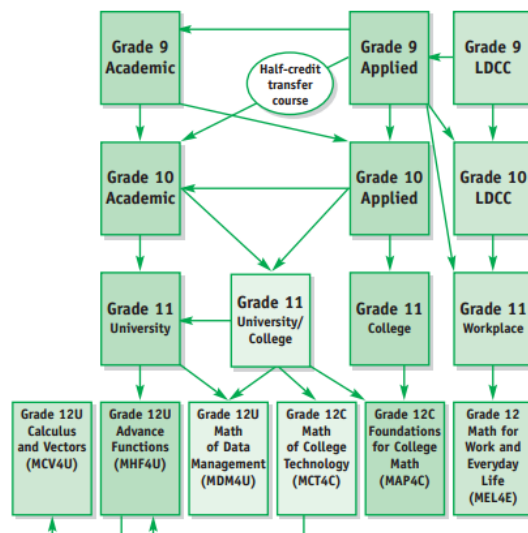 Grade 9
Academic
Half-credit
transfer
course
Grade 9
Applied
Grade 9
LDCC
Grade 10
Academic
Grade 10
Applied
Grade 10
LDCC
Grade 11
University
Grade 11
University/
College
Grade 11
College
Grade 11
Workplace
Grade 12U
Calculus
and Vectors
(MCV4U)
Grade 12U
Advance
Functions
(MHF4U)
Grade 12U
Math
of Data
Management
(MDM4U)
Grade 12C
Math
of College
Technology
(MCT4C)
Grade 12C
Foundations
for College
Math
(MAP4C)
Grade 12
Math for
Work and
Everyday
Life
(MEL4E)